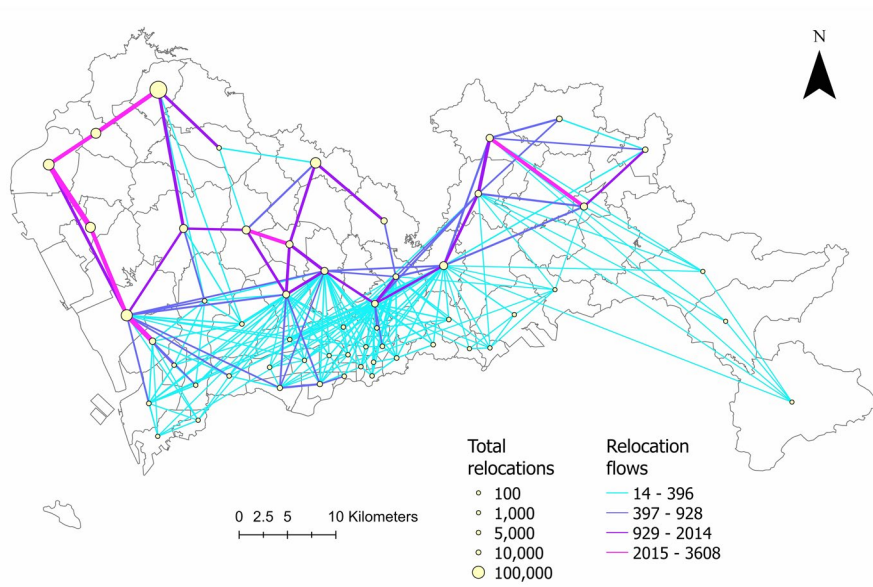 N
Total
relocations
100
1,000
5,000
10,000
100,000
Relocation
flows
14 - 396
397 - 928
929 - 2014
2015 - 3608
0 2.5 5 10 Kilometers